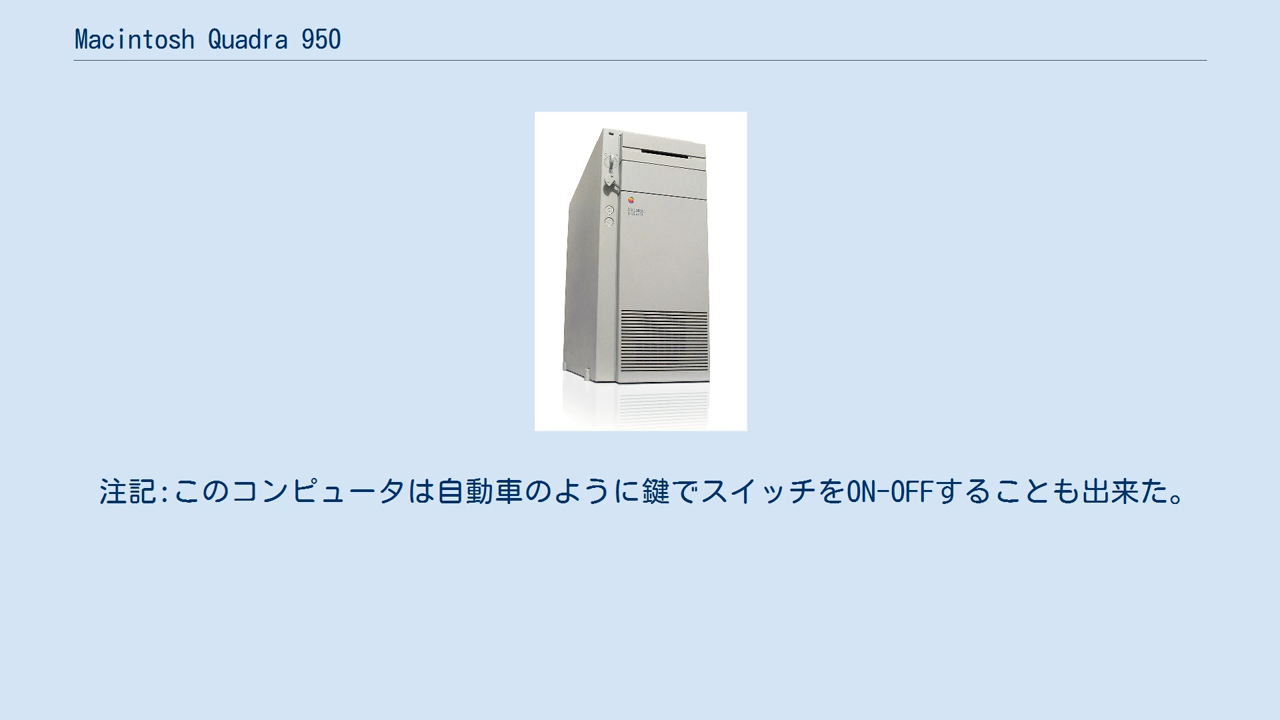 Macintosh Quadra 950
注記:このコンピュータは自動車のように鍵でスイッチをON-OFFすることも出来た。